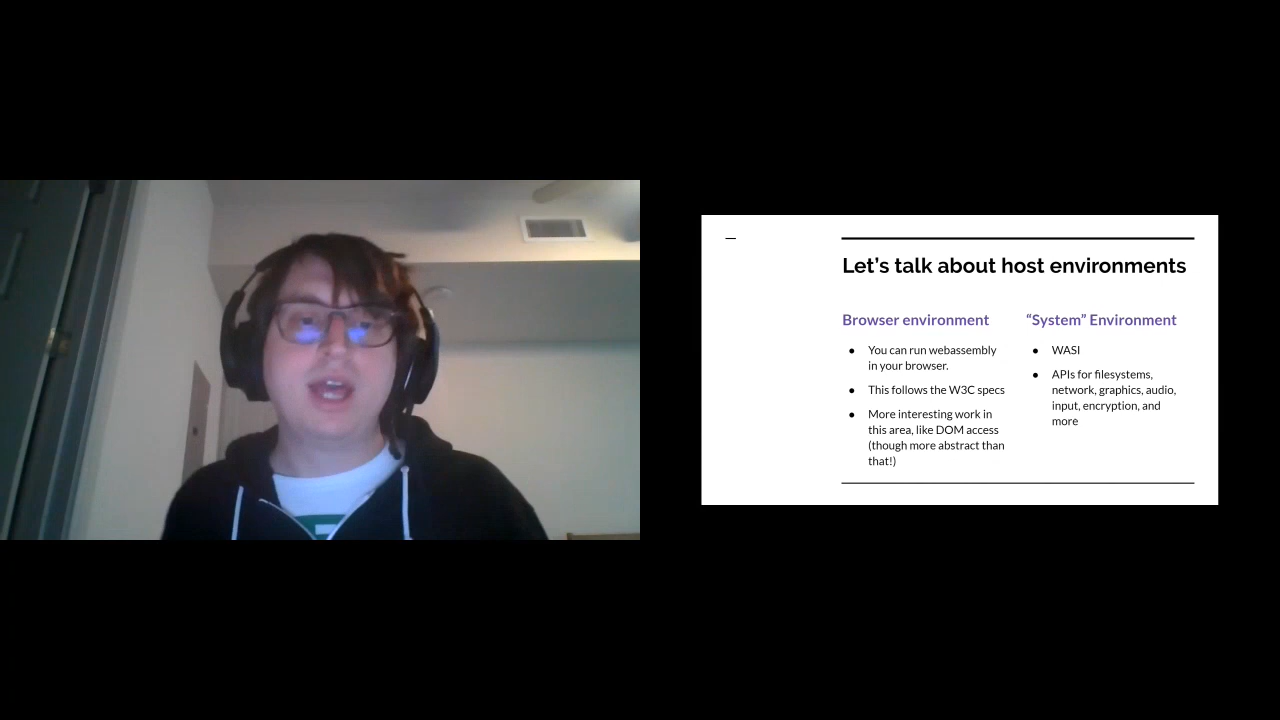 Let’s talk about host environments
Browser environment
● You can run webassembly
in your browser.
● This follows the W3C specs
● More interesting work in
this area, like DOM access
(though more abstract than
that!)
“System” Environment
● WASI
● APIs for filesystems,
network, graphics, audio,
input, encryption, and
more